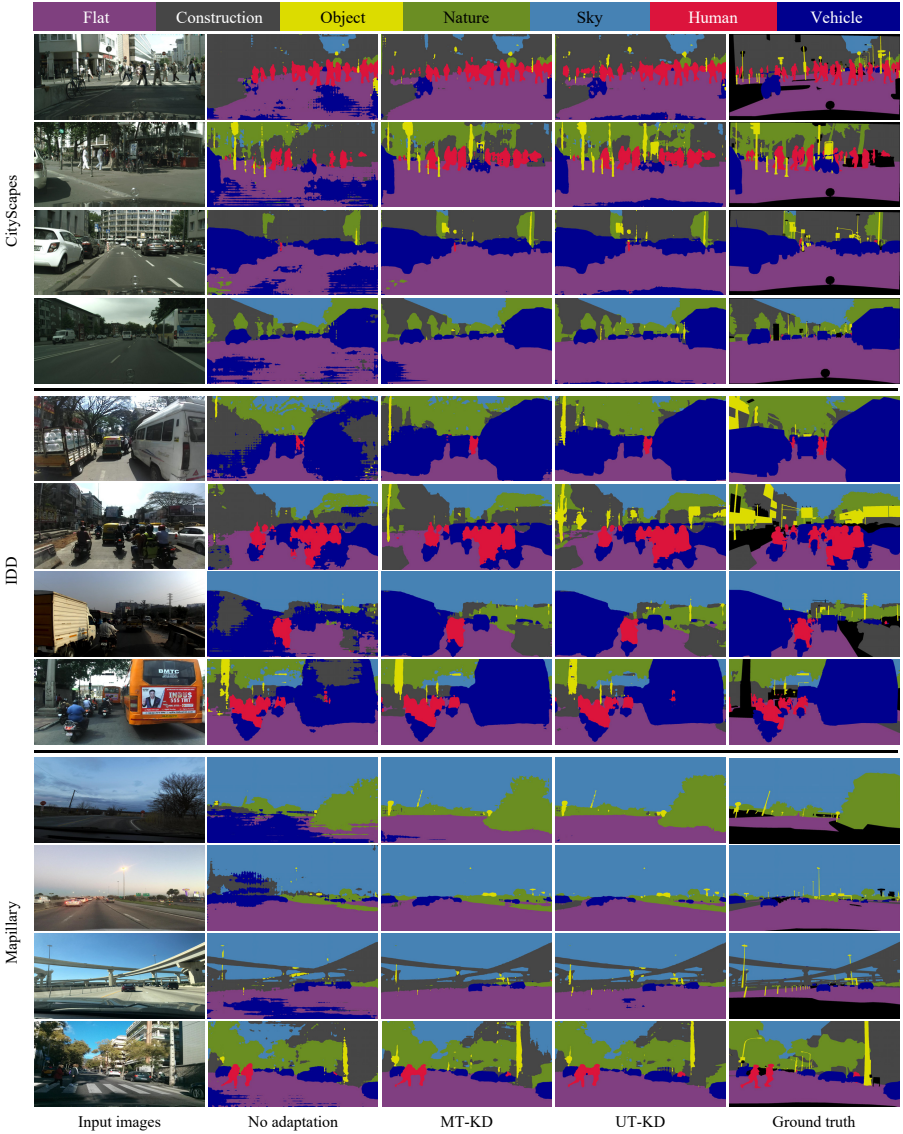 Flat Construction Object Nature Sky Human Vehicle
CityScapes
IDD
BMTC
Mapillary
Input images No adaptation MT-KD UT-KD Ground truth